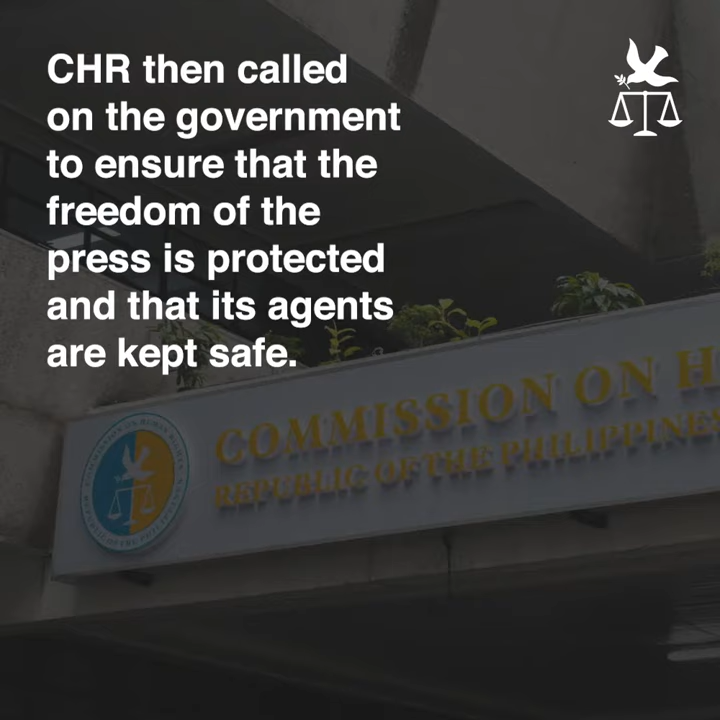 CHR then called
on the government
to ensure that the
freedom of the
press is protected
and that its agents
are kept safe.
COMMISSION ON H
REPUBLIC OF THE PHILIPPINES